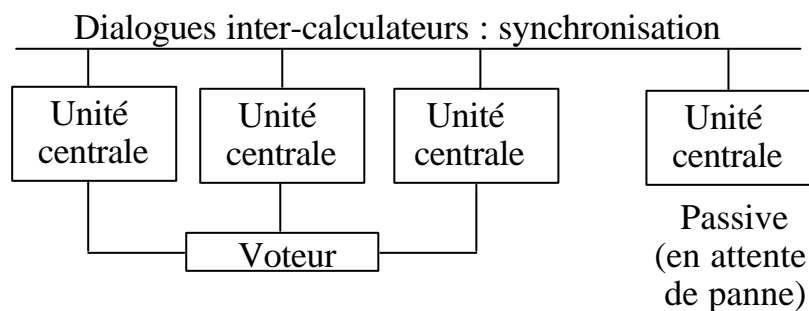 Dialogues inter-calculateurs : synchronisation
Unité
centrale
Unité
centrale
Unité
centrale
Unité
centrale
Voteur
Passive
(en attente
de panne)